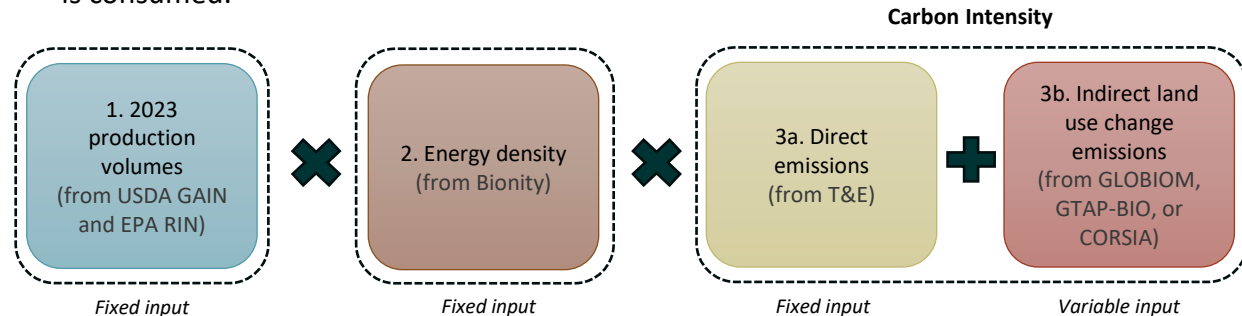 is consumed.
Carbon Intensity
1. 2023
production
volumes
(from USDA GAIN
and EPA RIN)
2. Energy density
(from Bionity)
3a. Direct
emissions
(from T&E)
3b. Indirect land
use change
emissions
(from GLOBIOM,
GTAP-BIO, or
CORSIA)
Fixed input
Fixed input
Fixed input
Variable input